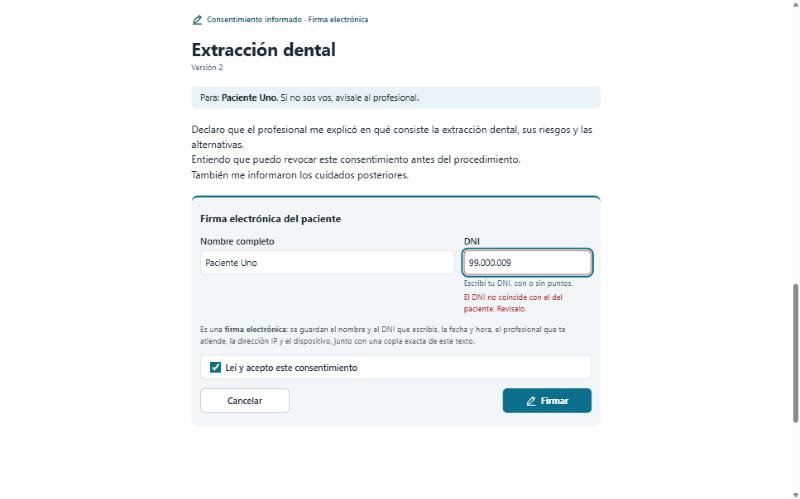 Consentimiento informado · Firma electrónica
Extracción dental
Versión 2
Para: Paciente Uno. Si no sos vos, avisale al profesional.
Declaro que el profesional me explicó en qué consiste la extracción dental, sus riesgos y las
alternativas.
Entiendo que puedo revocar este consentimiento antes del procedimiento.
También me informaron los cuidados posteriores.
Firma electrónica del paciente
Nombre completo
DNI
Paciente Uno
99.000.009
Escribí tu DNI, con o sin puntos.
El DNI no coincide con el del
paciente. Revisalo.
Es una firma electrónica: se guardan el nombre y el DNI que escribís, la fecha y hora, el profesional que te
atiende, la dirección IP y el dispositivo, junto con una copia exacta de este texto.
Leí y acepto este consentimiento
Cancelar
Firmar